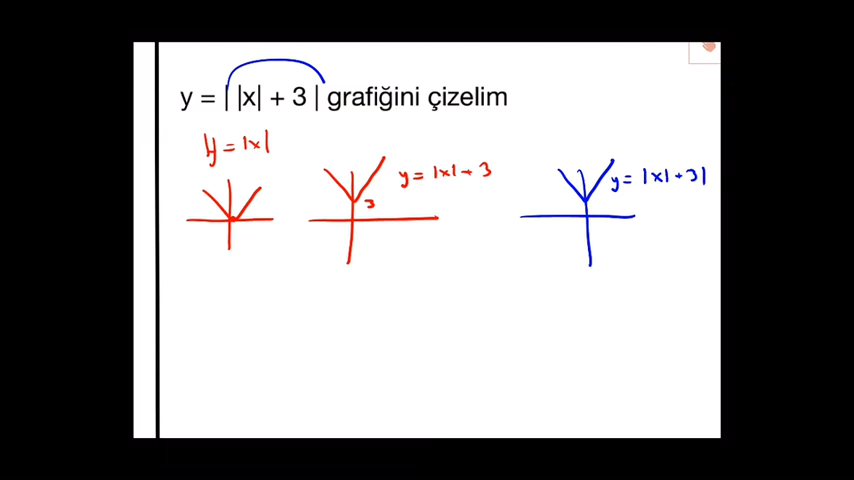 y = | |x| + 3 | grafiğini çizelim
y = |x|
y = |x| + 3
3
y = |x| + 3|